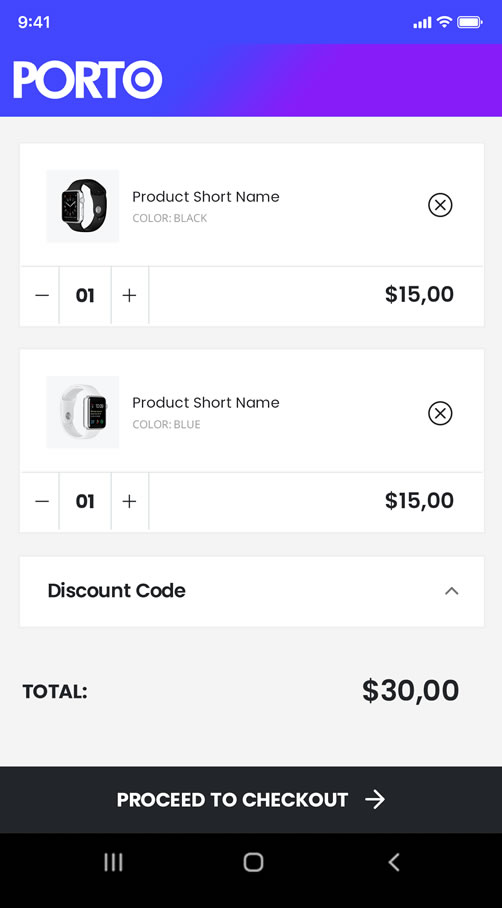 9:41
PORTO
Product Short Name
COLOR: BLACK
01
$15,00
Product Short Name
COLOR: BLUE
01
$15,00
Discount Code
TOTAL:
$30,00
PROCEED TO CHECKOUT